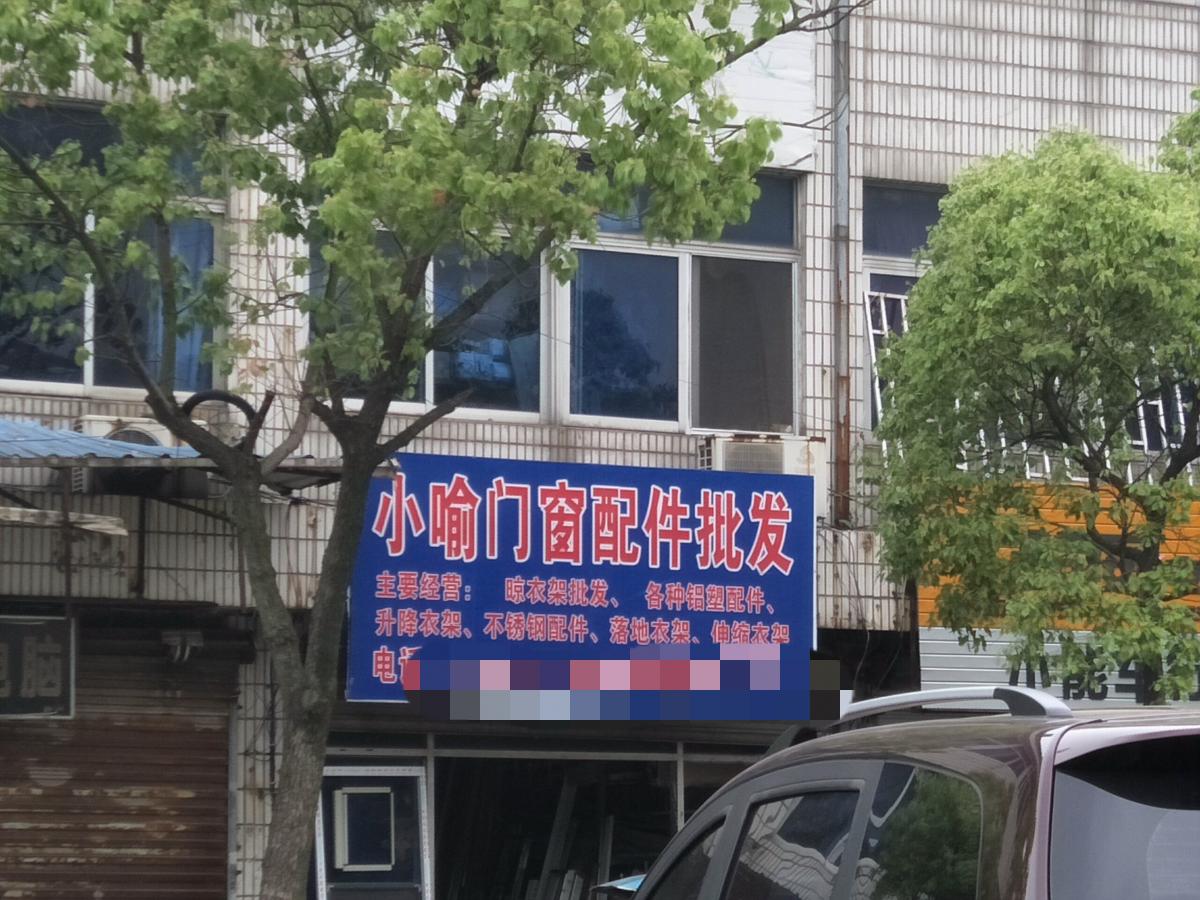 小喻门窗配件批发
主要经营： 晾衣架批发、 各种铝塑配件、
升降衣架、不锈钢配件、落地衣架、伸缩衣架
电话